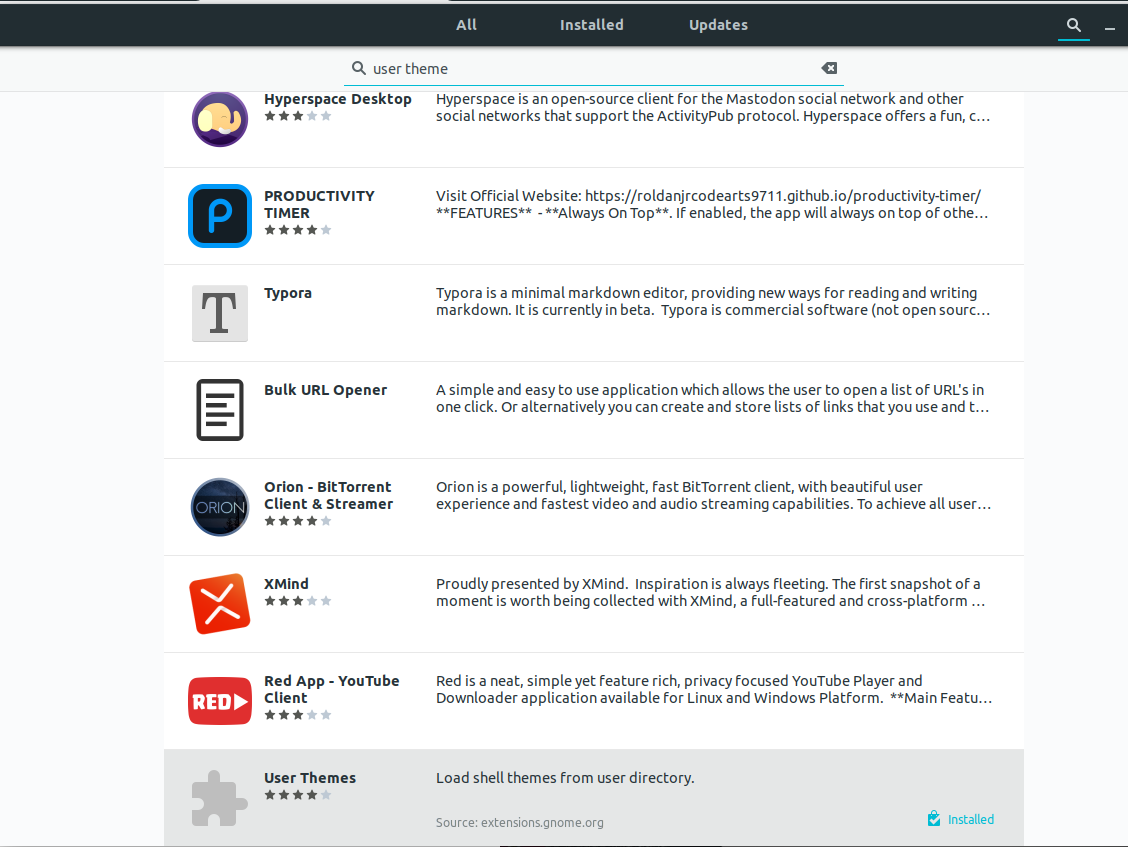 All Installed Updates
user theme
Hyperspace Desktop
Hyperspace is an open-source client for the Mastodon social network and other
social networks that support the ActivityPub protocol. Hyperspace offers a fun, c…
PRODUCTIVITY
TIMER
Visit Official Website: https://roldanjrcodearts9711.github.io/productivity-timer/
**FEATURES** - **Always On Top**. If enabled, the app will always on top of othe…
P
Typora
Typora is a minimal markdown editor, providing new ways for reading and writing
markdown. It is currently in beta. Typora is commercial software (not open sourc…
T
Bulk URL Opener
A simple and easy to use application which allows the user to open a list of URL's in
one click. Or alternatively you can create and store lists of links that you use and t…
Orion - BitTorrent
Client & Streamer
Orion is a powerful, lightweight, fast BitTorrent client, with beautiful user
experience and fastest video and audio streaming capabilities. To achieve all user…
ORION
XMind
Proudly presented by XMind. Inspiration is always fleeting. The first snapshot of a
moment is worth being collected with XMind, a full-featured and cross-platform …
Red App - YouTube
Client
Red is a neat, simple yet feature rich, privacy focused YouTube Player and
Downloader application available for Linux and Windows Platform. **Main Featu…
RED
User Themes
Load shell themes from user directory.
Source: extensions.gnome.org
Installed